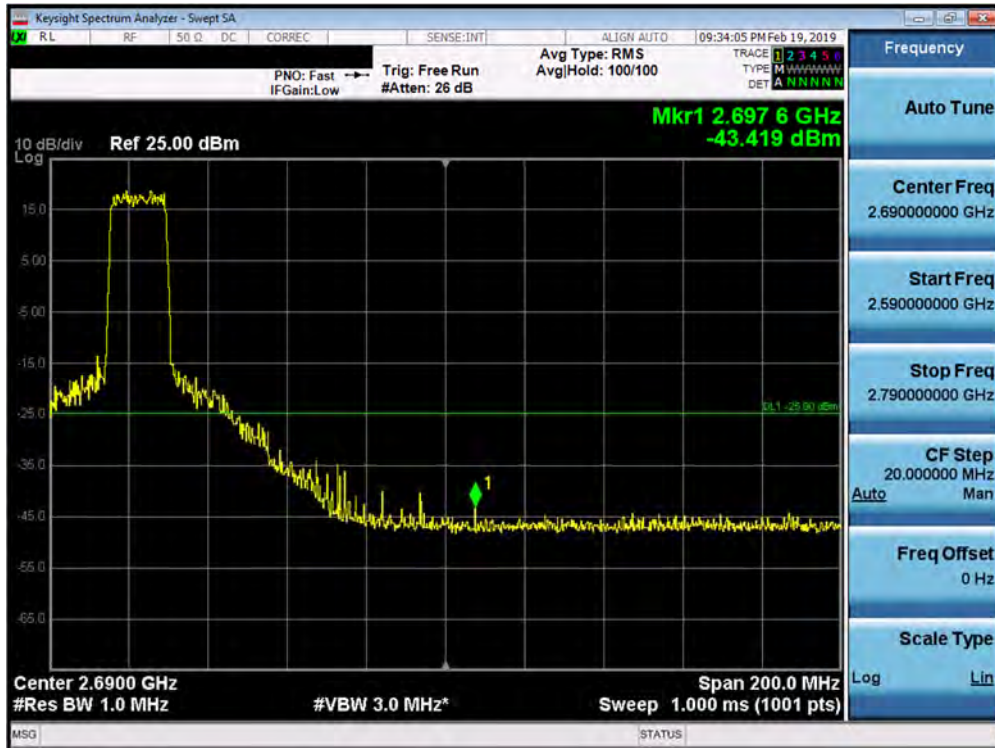 Keysight Spectrum Analyzer - Swept SA
LXI RL RF 50 Ω DC CORREC SENSE:INT ALIGN AUTO 09:34:05 PM Feb 19, 2019
PNO: Fast Trig: Free Run Avg Type: RMS TRACE 1 2 3 4 5 6
IFGain:Low #Atten: 26 dB Avg|Hold: 100/100 TYPE M W W W W W
DET A N N N N N
Mkr1 2.697 6 GHz
-43.419 dBm
10 dB/div Ref 25.00 dBm
Log
15.0
5.00
-5.00
-15.0
-25.0
DL1 -25.00 dBm
-35.0
1
-45.0
-55.0
-65.0
Center 2.6900 GHz Span 200.0 MHz
#Res BW 1.0 MHz #VBW 3.0 MHz* Sweep 1.000 ms (1001 pts)
MSG STATUS
Frequency
Auto Tune
Center Freq
2.690000000 GHz
Start Freq
2.590000000 GHz
Stop Freq
2.790000000 GHz
CF Step
20.000000 MHz
Auto Man
Freq Offset
0 Hz
Scale Type
Log Lin